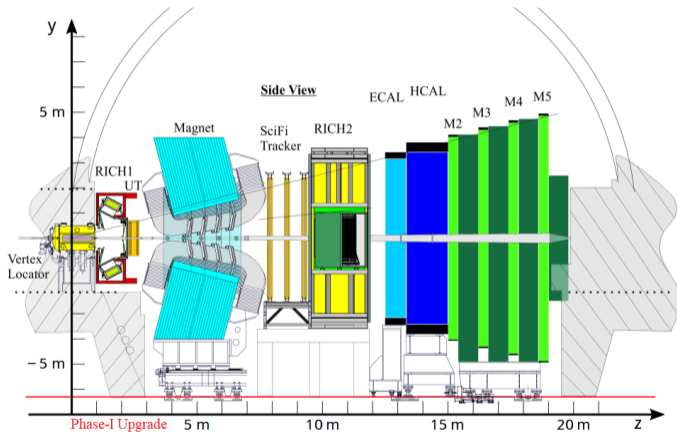 y
5 m
Side View
Magnet
SciFi
Tracker
RICH2
ECAL
HCAL
M2
M3
M4
M5
RICH1
UT
Vertex
Locator
−5 m
Phase-I Upgrade
5 m
10 m
15 m
20 m
z